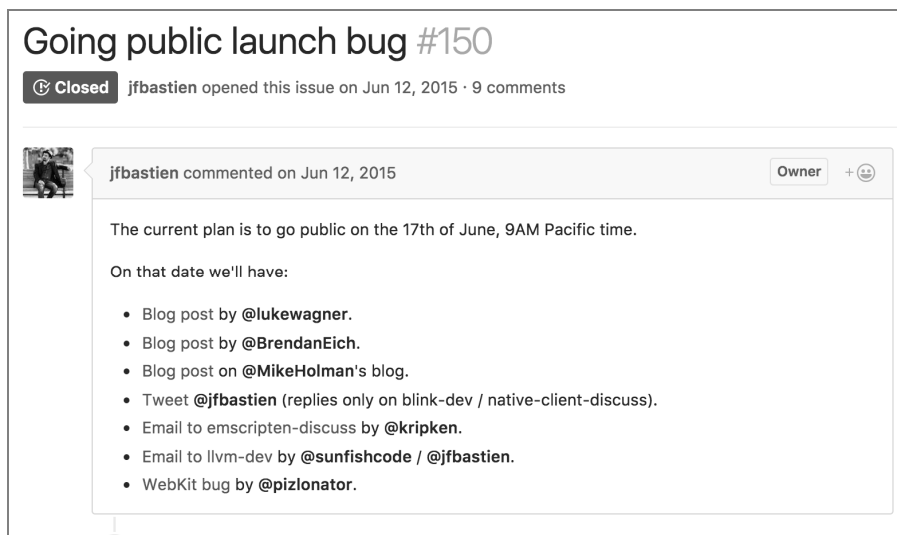 Going public launch bug #150
Closed jfbastien opened this issue on Jun 12, 2015 · 9 comments
jfbastien commented on Jun 12, 2015 Owner +
The current plan is to go public on the 17th of June, 9AM Pacific time.
On that date we'll have:
• Blog post by @lukewagner.
• Blog post by @BrendanEich.
• Blog post on @MikeHolman's blog.
• Tweet @jfbastien (replies only on blink-dev / native-client-discuss).
• Email to emscripten-discuss by @kripken.
• Email to llvm-dev by @sunfishcode / @jfbastien.
• WebKit bug by @pizlonator.